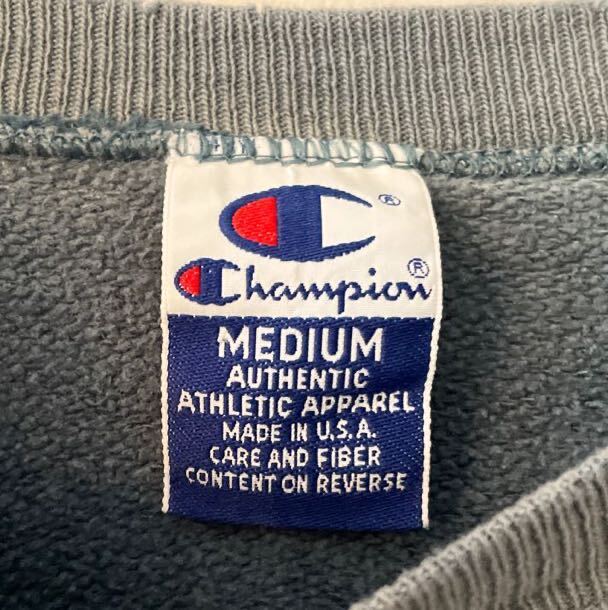 ®
Champion®
MEDIUM
AUTHENTIC
ATHLETIC APPAREL
MADE IN U.S.A.
CARE AND FIBER
CONTENT ON REVERSE